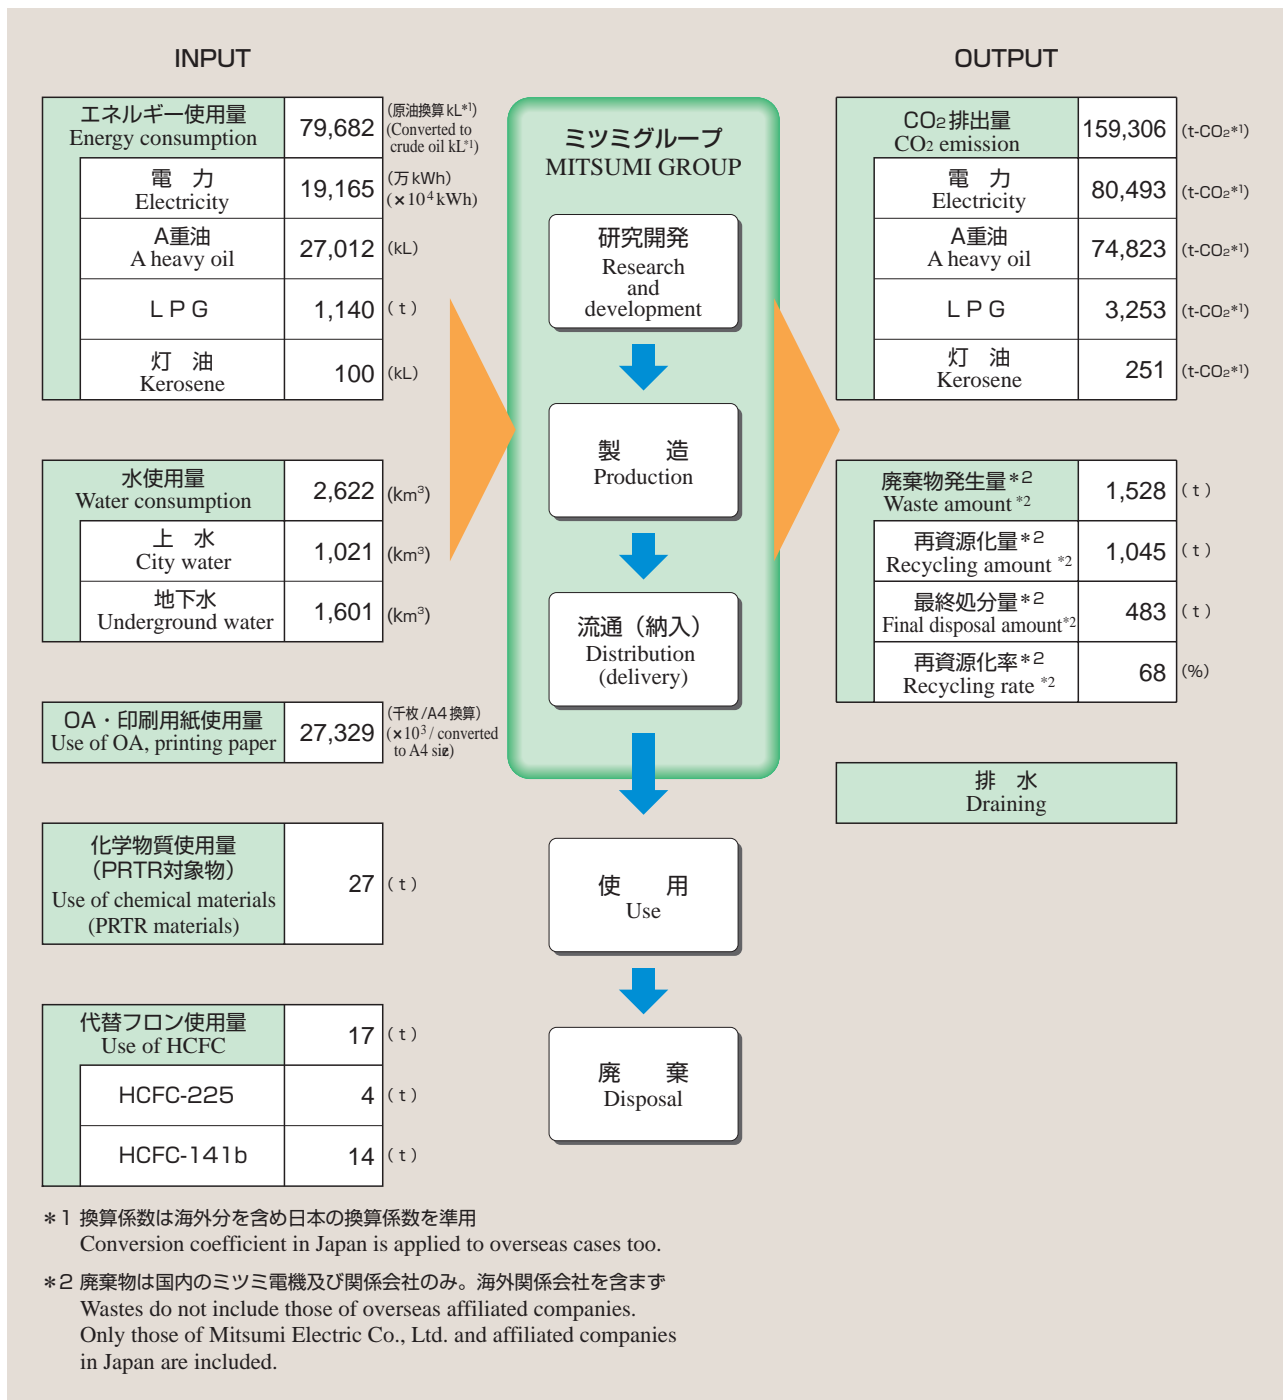 INPUT
エネルギー使用量
Energy consumption
79,682
(原油換算 kL*1)
(Converted to
crude oil kL*1)
電 力
Electricity
19,165
(万 kWh)
(×10⁴ kWh)
A重油
A heavy oil
27,012
(kL)
L P G
1,140
( t )
灯 油
Kerosene
100
(kL)
水使用量
Water consumption
2,622
(km³)
上 水
City water
1,021
(km³)
地下水
Underground water
1,601
(km³)
OA・印刷用紙使用量
Use of OA, printing paper
27,329
(千枚 /A4 換算)
(×10³/ converted
to A4 size)
化学物質使用量
(PRTR対象物)
Use of chemical materials
(PRTR materials)
27
( t )
代替フロン使用量
Use of HCFC
17
( t )
HCFC-225
4
( t )
HCFC-141b
14
( t )
ミツミグループ
MITSUMI GROUP
研究開発
Research
and
development
製 造
Production
流通（納入）
Distribution
(delivery)
使 用
Use
廃 棄
Disposal
OUTPUT
CO₂排出量
CO₂ emission
159,306
(t-CO₂*1)
電 力
Electricity
80,493
(t-CO₂*1)
A重油
A heavy oil
74,823
(t-CO₂*1)
L P G
3,253
(t-CO₂*1)
灯 油
Kerosene
251
(t-CO₂*1)
廃棄物発生量*2
Waste amount *2
1,528
( t )
再資源化量*2
Recycling amount *2
1,045
( t )
最終処分量*2
Final disposal amount*2
483
( t )
再資源化率*2
Recycling rate *2
68
(%)
排 水
Draining
*1 換算係数は海外分を含め日本の換算係数を準用
Conversion coefficient in Japan is applied to overseas cases too.
*2 廃棄物は国内のミツミ電機及び関係会社のみ。海外関係会社を含まず
Wastes do not include those of overseas affiliated companies.
Only those of Mitsumi Electric Co., Ltd. and affiliated companies
in Japan are included.